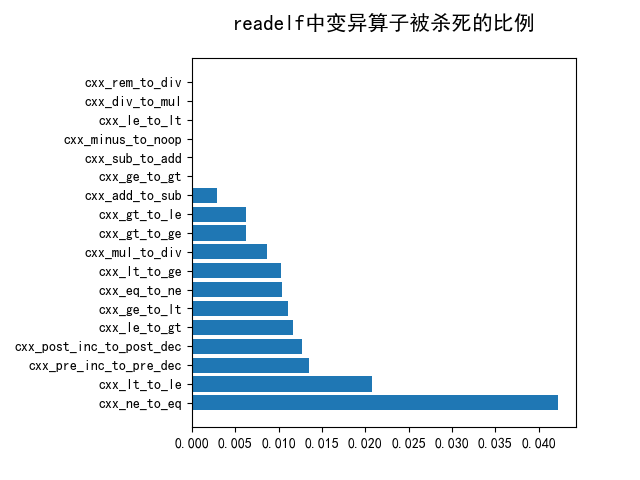 readelf中变异算子被杀死的比例
cxx_rem_to_div
cxx_div_to_mul
cxx_le_to_lt
cxx_minus_to_noop
cxx_sub_to_add
cxx_ge_to_gt
cxx_add_to_sub
cxx_gt_to_le
cxx_gt_to_ge
cxx_mul_to_div
cxx_lt_to_ge
cxx_eq_to_ne
cxx_ge_to_lt
cxx_le_to_gt
cxx_post_inc_to_post_dec
cxx_pre_inc_to_pre_dec
cxx_lt_to_le
cxx_ne_to_eq
0.000 0.005 0.010 0.015 0.020 0.025 0.030 0.035 0.040